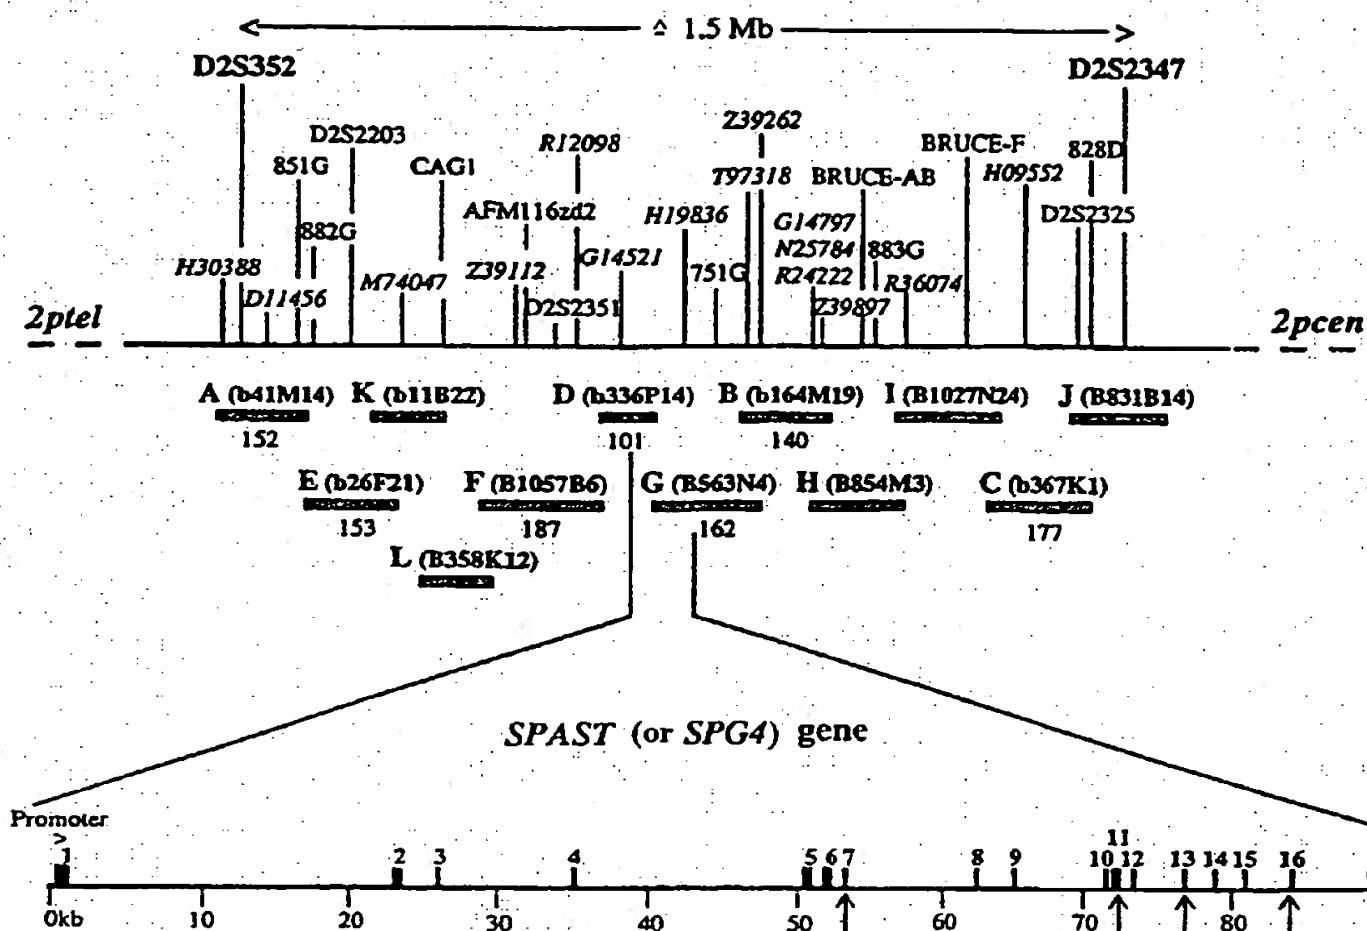 ≙ 1.5 Mb
D2S352 D2S2347
Z39262
D2S2203 R12098 BRUCE-F 828D
851G CAG1 T97318 BRUCE-AB H09552
AFM116zd2 H19836 G14797 D2S2325
882G G14521 N25784 883G
H30388 M74047 Z39112 751G R24222 R36074
D11456 D2S2351 Z39897
2ptel 2pcen
A (b41M14) K (b11B22) D (b336P14) B (b164M19) I (B1027N24) J (B831B14)
152 101 140
E (b26F21) F (B1057B6) G (B563N4) H (B854M3) C (b367K1)
153 187 162 177
L (B358K12)
SPAST (or SPG4) gene
Promoter
>
11
1 2 3 4 5 6 7 8 9 10 12 13 14 15 16
0kb 10 20 30 40 50 60 70 80